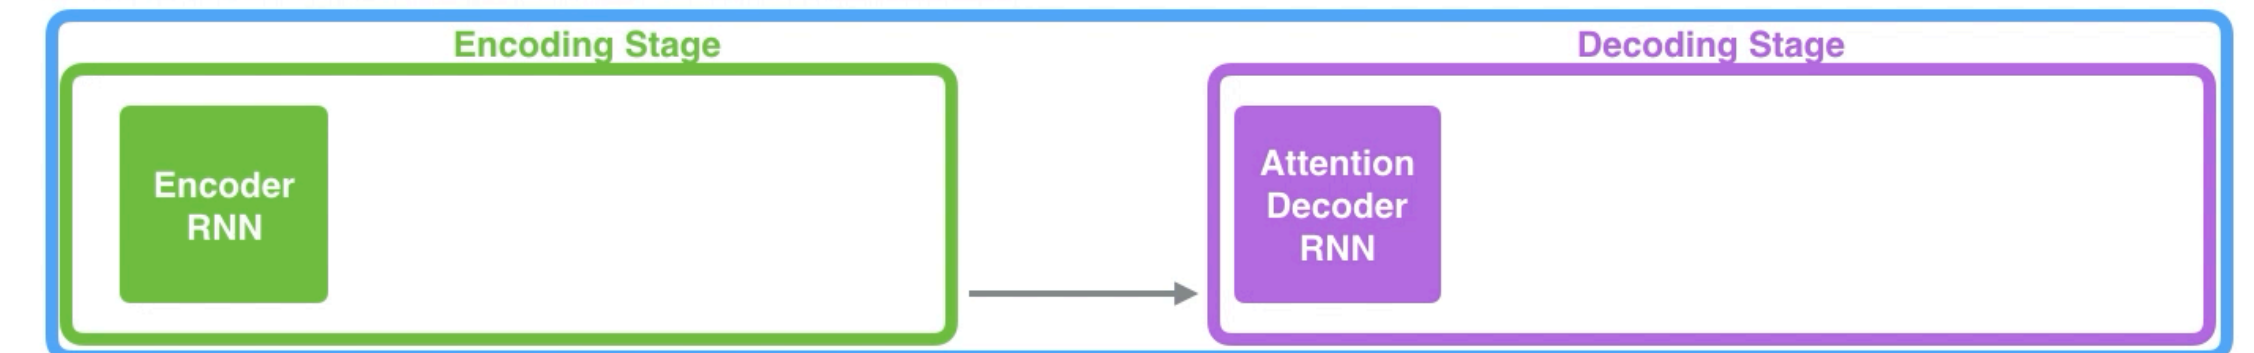 Encoding Stage
Decoding Stage
Encoder
RNN
Attention
Decoder
RNN